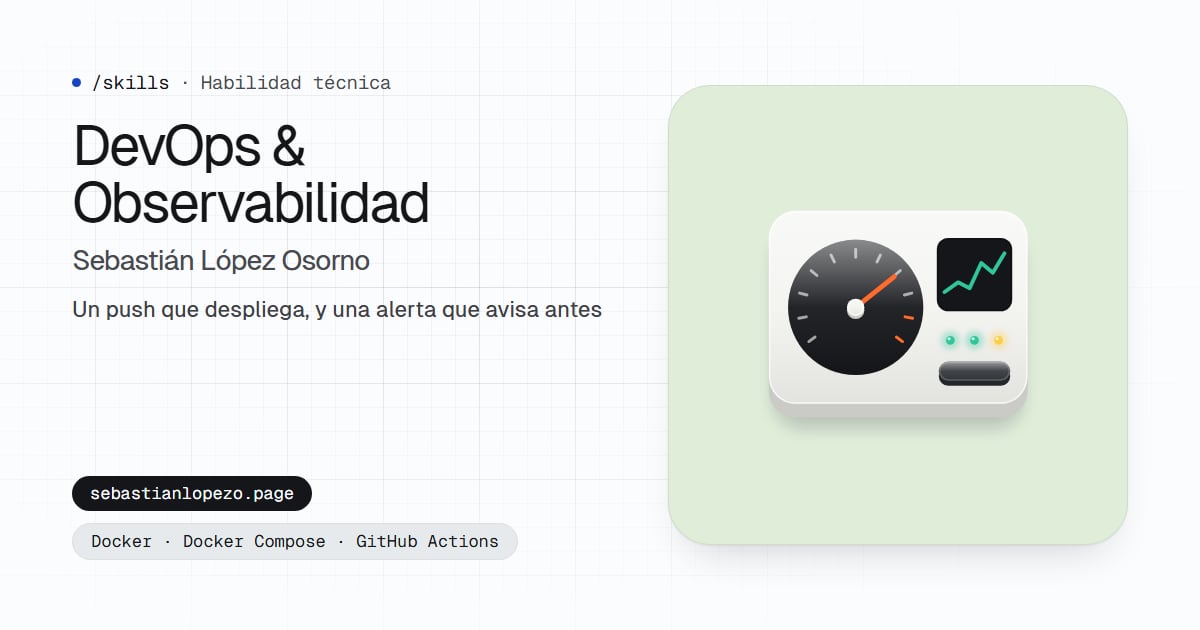 /skills · Habilidad técnica
DevOps &
Observabilidad
Sebastián López Osorno
Un push que despliega, y una alerta que avisa antes
sebastianlopezo.page
Docker · Docker Compose · GitHub Actions